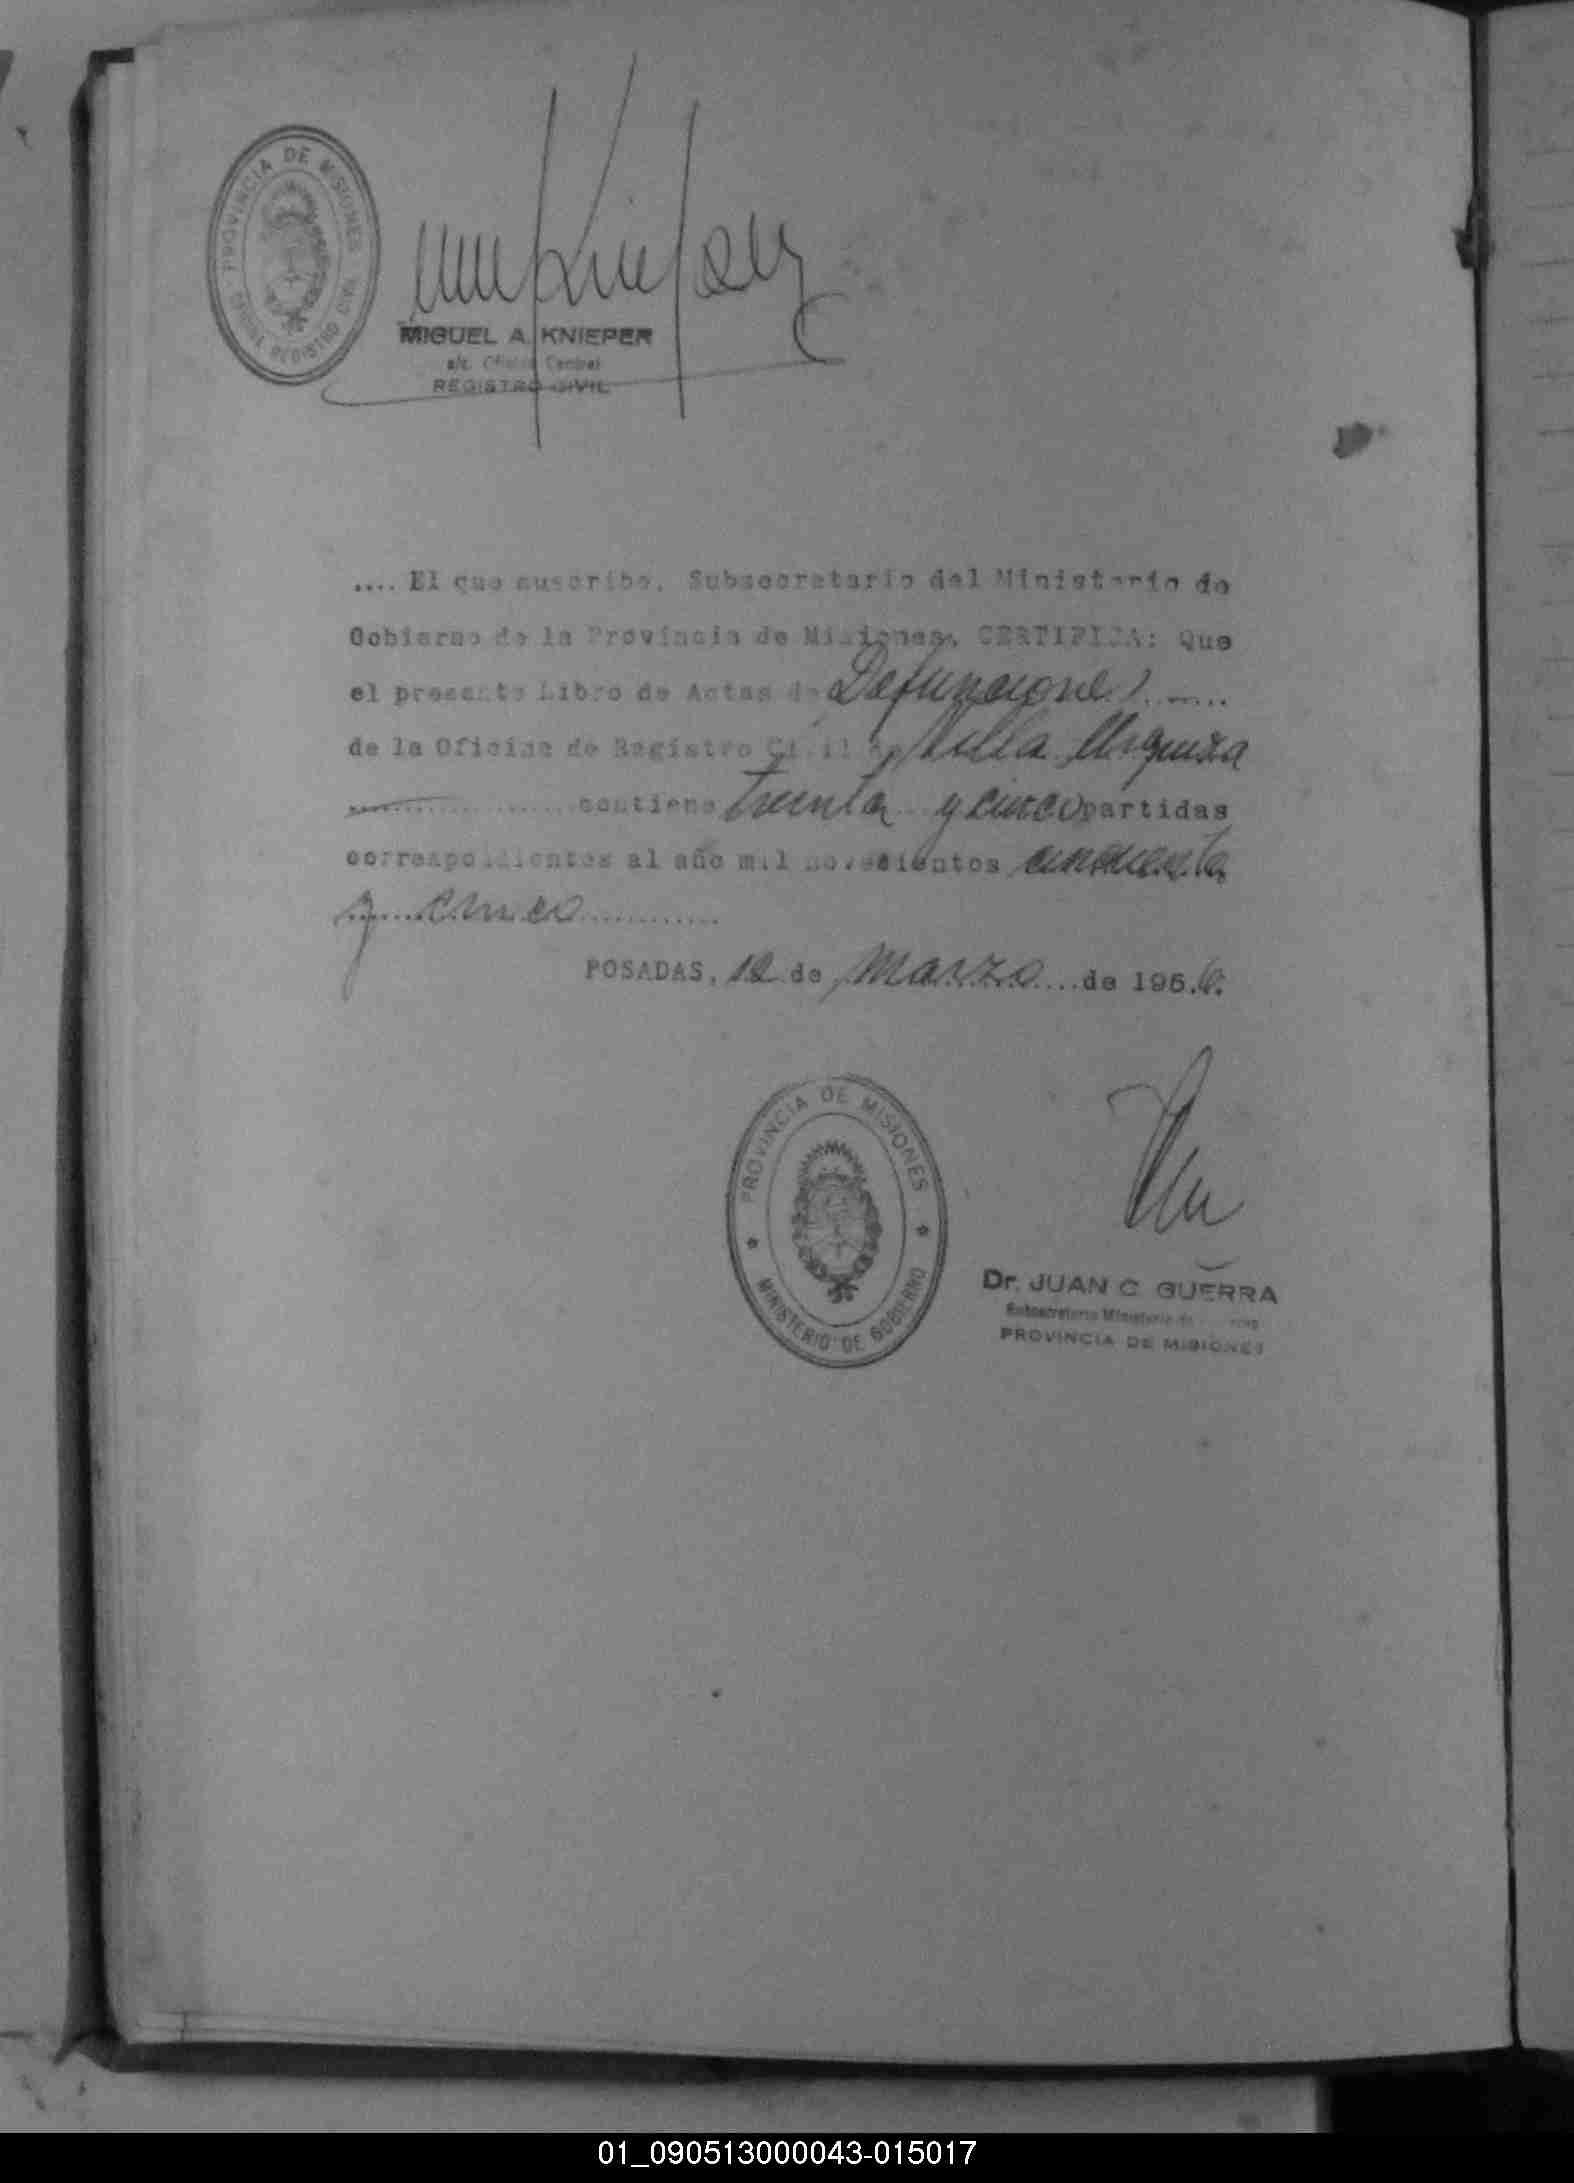 PROVINCIA DE MISIONES
REGISTRO CIVIL
MIGUEL A. KNIEPER
a/c. Oficina Central
REGISTRO CIVIL
.... El que suscribe, Subsecretario del Ministerio de
Gobierno de la Provincia de Misiones, CERTIFICA: Que
el presente Libro de Actas de Defunciones
de la Oficina de Registro Civil de Villa Urquiza
contiene treinta y cinco partidas
correspondientes al año mil novecientos cincuenta
y cinco
POSADAS, 12 de Marzo de 1956.
PROVINCIA DE MISIONES
MINISTERIO DE GOBIERNO
Dr. JUAN C. GUERRA
Subsecretario Ministerio de
PROVINCIA DE MISIONES
01_090513000043-015017